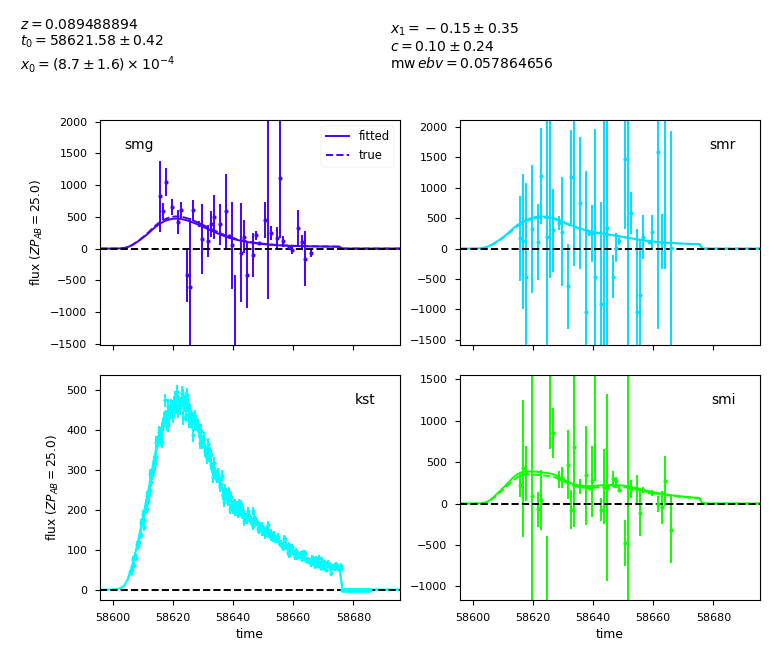 z = 0.089488894
t₀ = 58621.58 ± 0.42
x₀ = (8.7 ± 1.6) × 10⁻⁴
x₁ = −0.15 ± 0.35
c = 0.10 ± 0.24
mw ebv = 0.057864656
smg
fitted
true
2000
1500
1000
500
0
−500
−1000
−1500
flux (ZP_AB = 25.0)
smr
2000
1500
1000
500
0
−500
−1000
−1500
kst
500
400
300
200
100
0
flux (ZP_AB = 25.0)
58600 58620 58640 58660 58680
time
smi
1500
1000
500
0
−500
−1000
58600 58620 58640 58660 58680
time